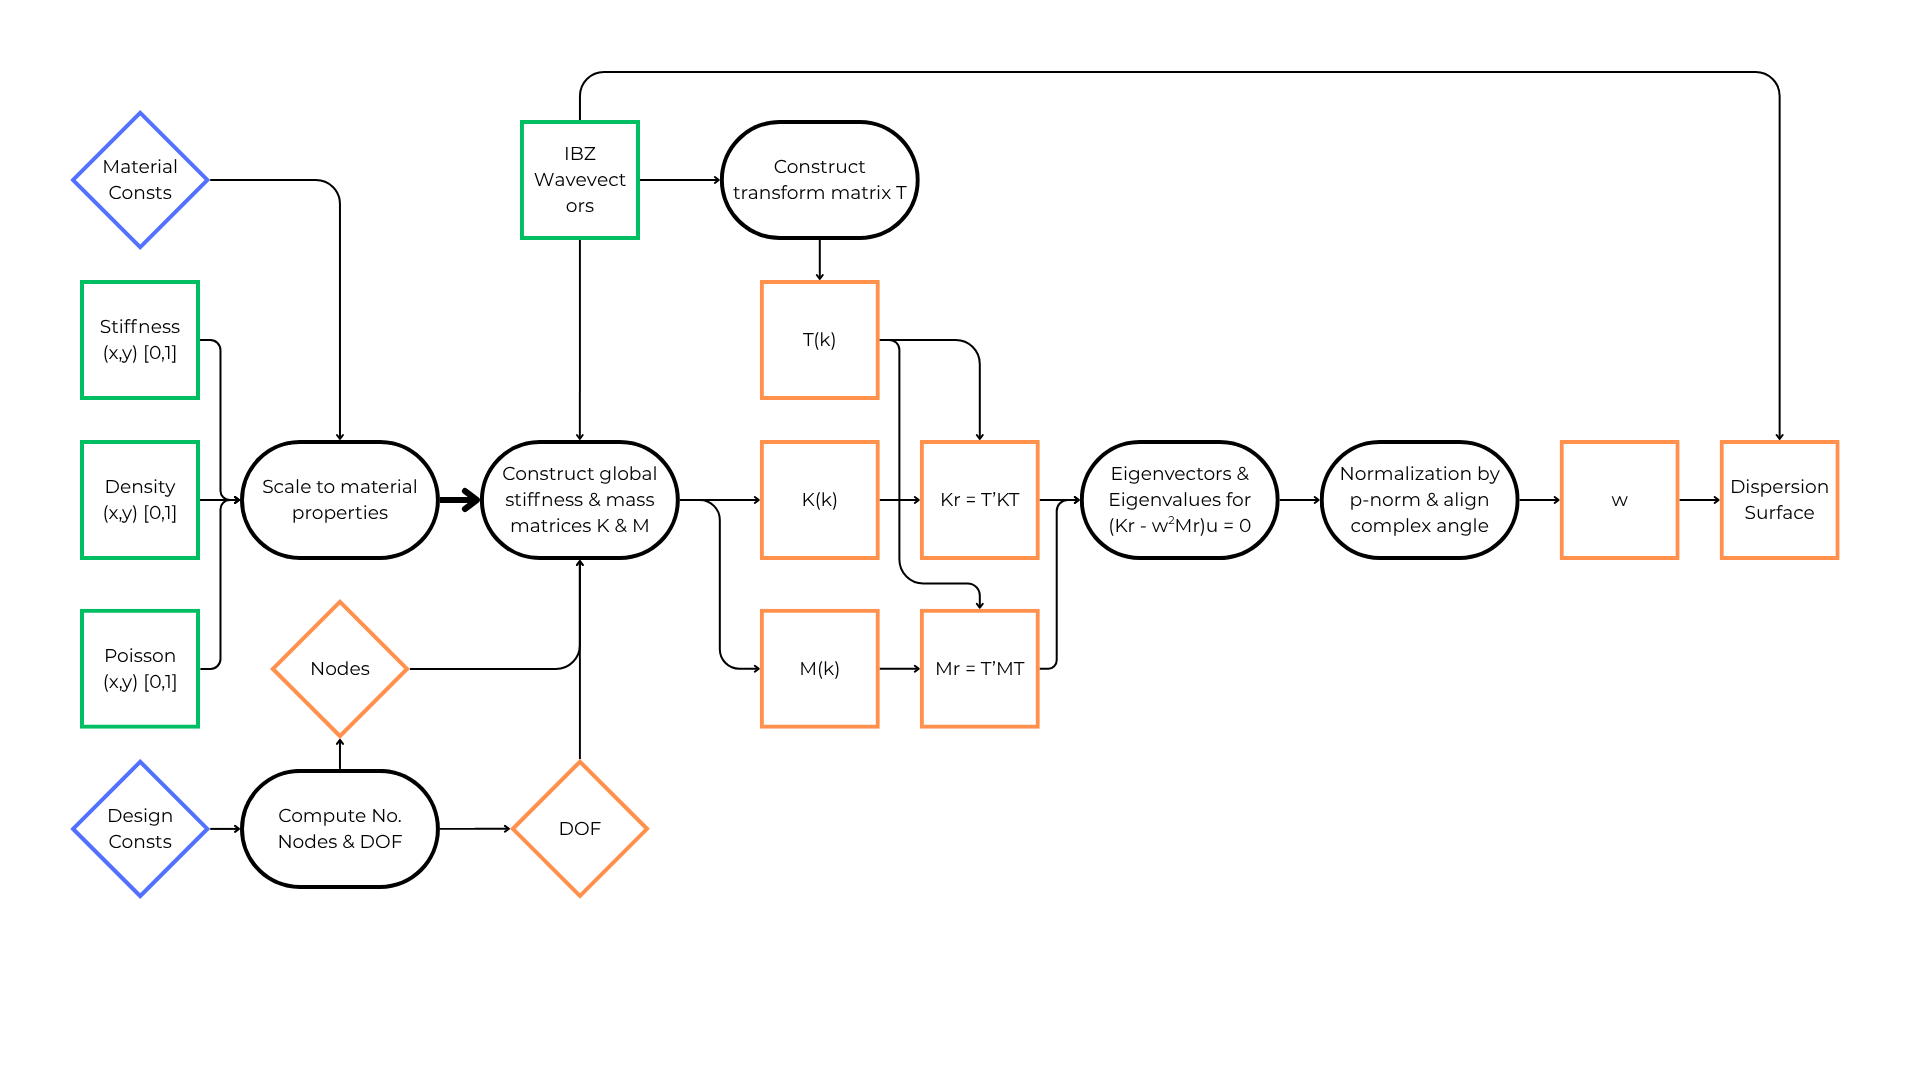 Material
Consts
IBZ
Wavevect
ors
Construct
transform matrix T
Stiffness
(x,y) [0,1]
T(k)
Density
(x,y) [0,1]
Scale to material
properties
Construct global
stiffness & mass
matrices K & M
K(k)
Kr = T’KT
Eigenvectors &
Eigenvalues for
(Kr - w²Mr)u = 0
Normalization by
p-norm & align
complex angle
w
Dispersion
Surface
Poisson
(x,y) [0,1]
Nodes
M(k)
Mr = T’MT
Design
Consts
Compute No.
Nodes & DOF
DOF